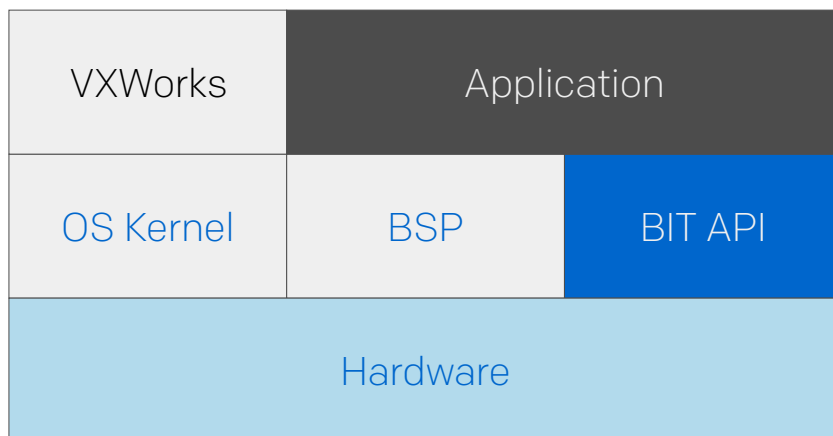 VXWorks
Application
OS Kernel
BSP
BIT API
Hardware